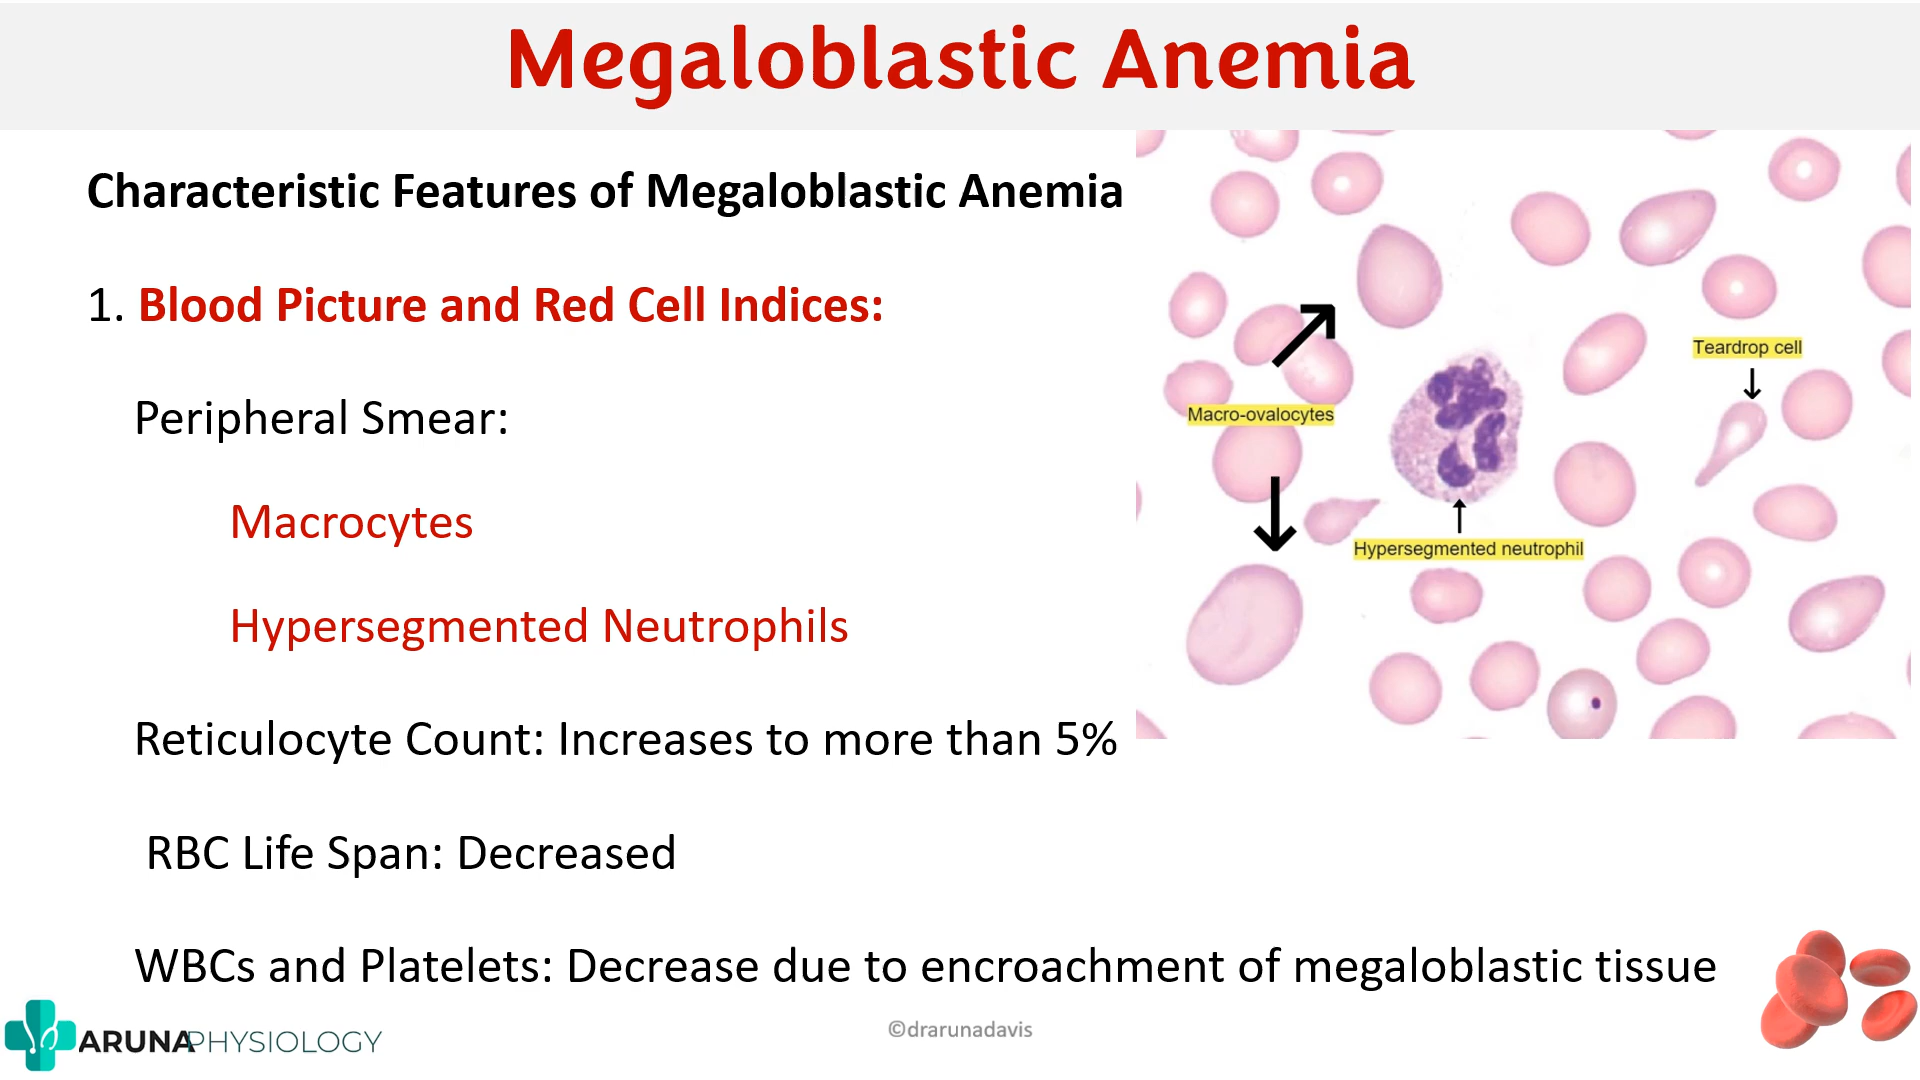 Megaloblastic Anemia
Characteristic Features of Megaloblastic Anemia
1. Blood Picture and Red Cell Indices:
Peripheral Smear:
Macrocytes
Hypersegmented Neutrophils
Reticulocyte Count: Increases to more than 5%
RBC Life Span: Decreased
WBCs and Platelets: Decrease due to encroachment of megaloblastic tissue
Teardrop cell
Macro-ovalocytes
Hypersegmented neutrophil
ARUNAPHYSIOLOGY
©drarunadavis